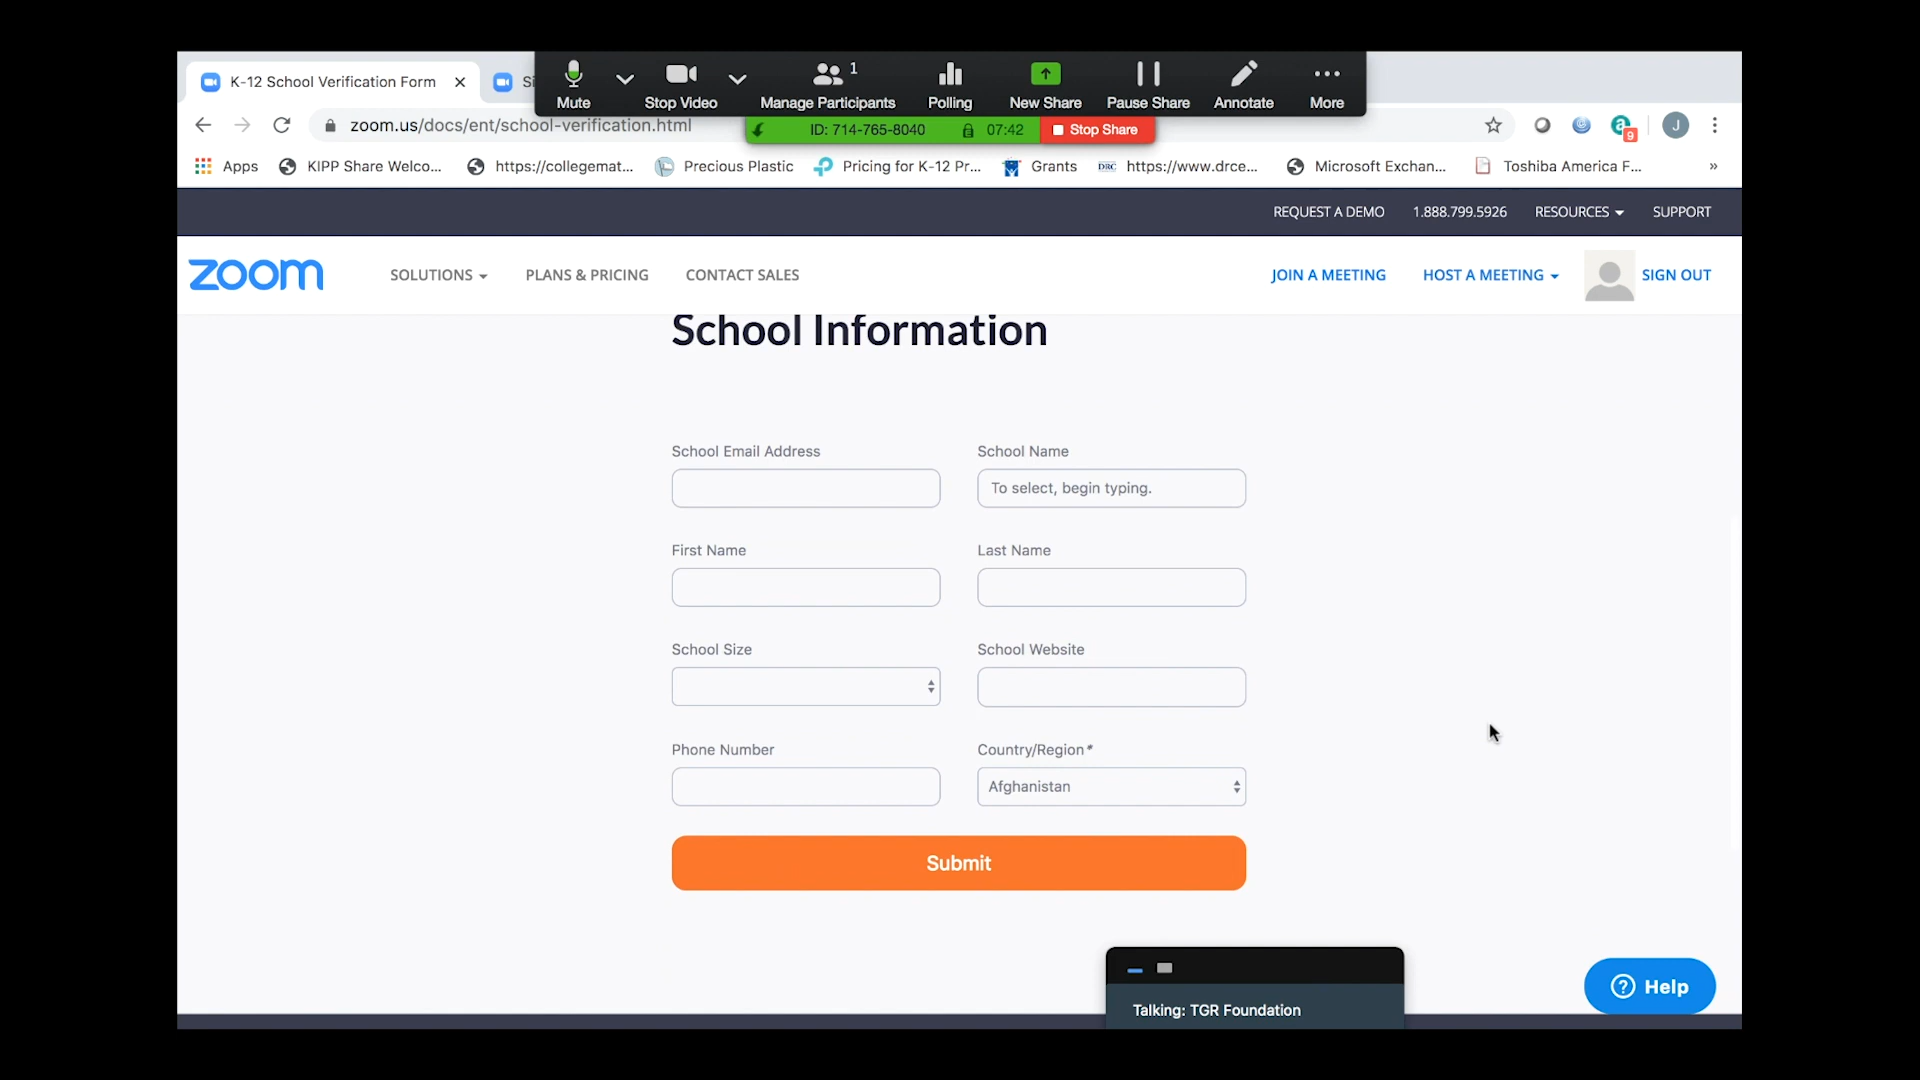 K-12 School Verification Form
Mute
Stop Video
1
Manage Participants
Polling
New Share
Pause Share
Annotate
More
zoom.us/docs/ent/school-verification.html
ID: 714-765-8040
07:42
Stop Share
a
9
J
Apps
KIPP Share Welco...
https://collegemat...
Precious Plastic
Pricing for K-12 Pr...
Grants
DRC
https://www.drce...
Microsoft Exchan...
Toshiba America F...
»
REQUEST A DEMO
1.888.799.5926
RESOURCES
SUPPORT
zoom
SOLUTIONS
PLANS & PRICING
CONTACT SALES
JOIN A MEETING
HOST A MEETING
SIGN OUT
School Information
School Email Address
School Name
To select, begin typing.
First Name
Last Name
School Size
School Website
Phone Number
Country/Region*
Afghanistan
Submit
Talking: TGR Foundation
? Help